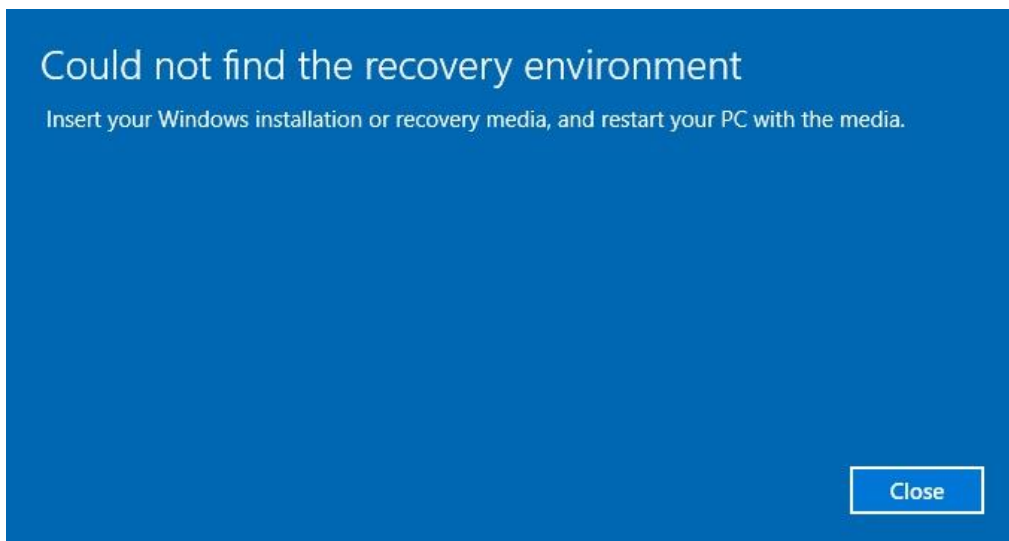 Could not find the recovery environment
Insert your Windows installation or recovery media, and restart your PC with the media.
Close